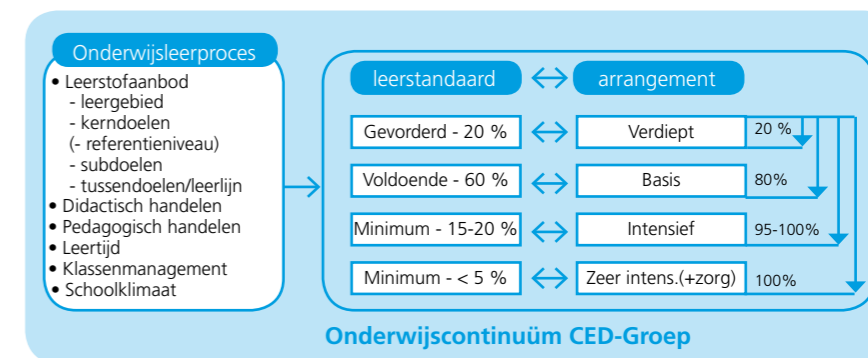 Onderwijsleerproces
• Leerstofaanbod
- leergebied
- kerndoelen
(- referentieniveau)
- subdoelen
- tussendoelen/leerlijn
• Didactisch handelen
• Pedagogisch handelen
• Leertijd
• Klassenmanagement
• Schoolklimaat
leerstandaard ↔ arrangement
Gevorderd - 20 % ↔ Verdiept 20 %
Voldoende - 60 % ↔ Basis 80%
Minimum - 15-20 % ↔ Intensief 95-100%
Minimum - < 5 % ↔ Zeer intens.(+zorg) 100%
Onderwijscontinuüm CED-Groep